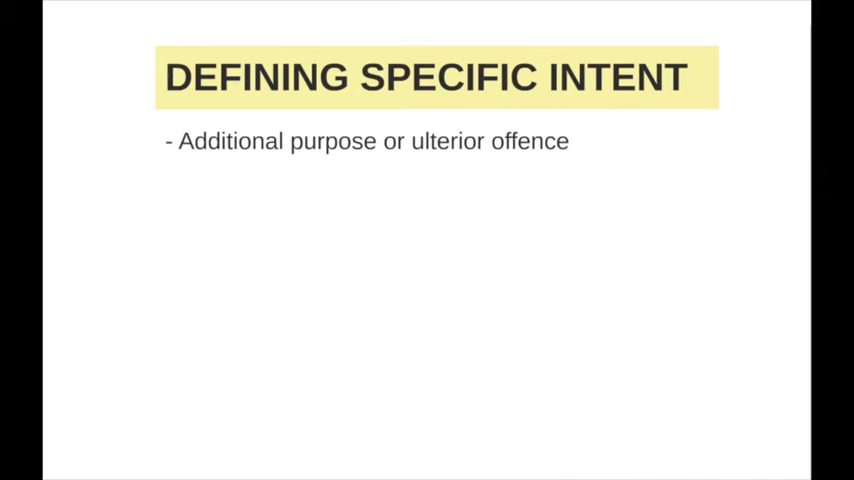 DEFINING SPECIFIC INTENT
- Additional purpose or ulterior offence